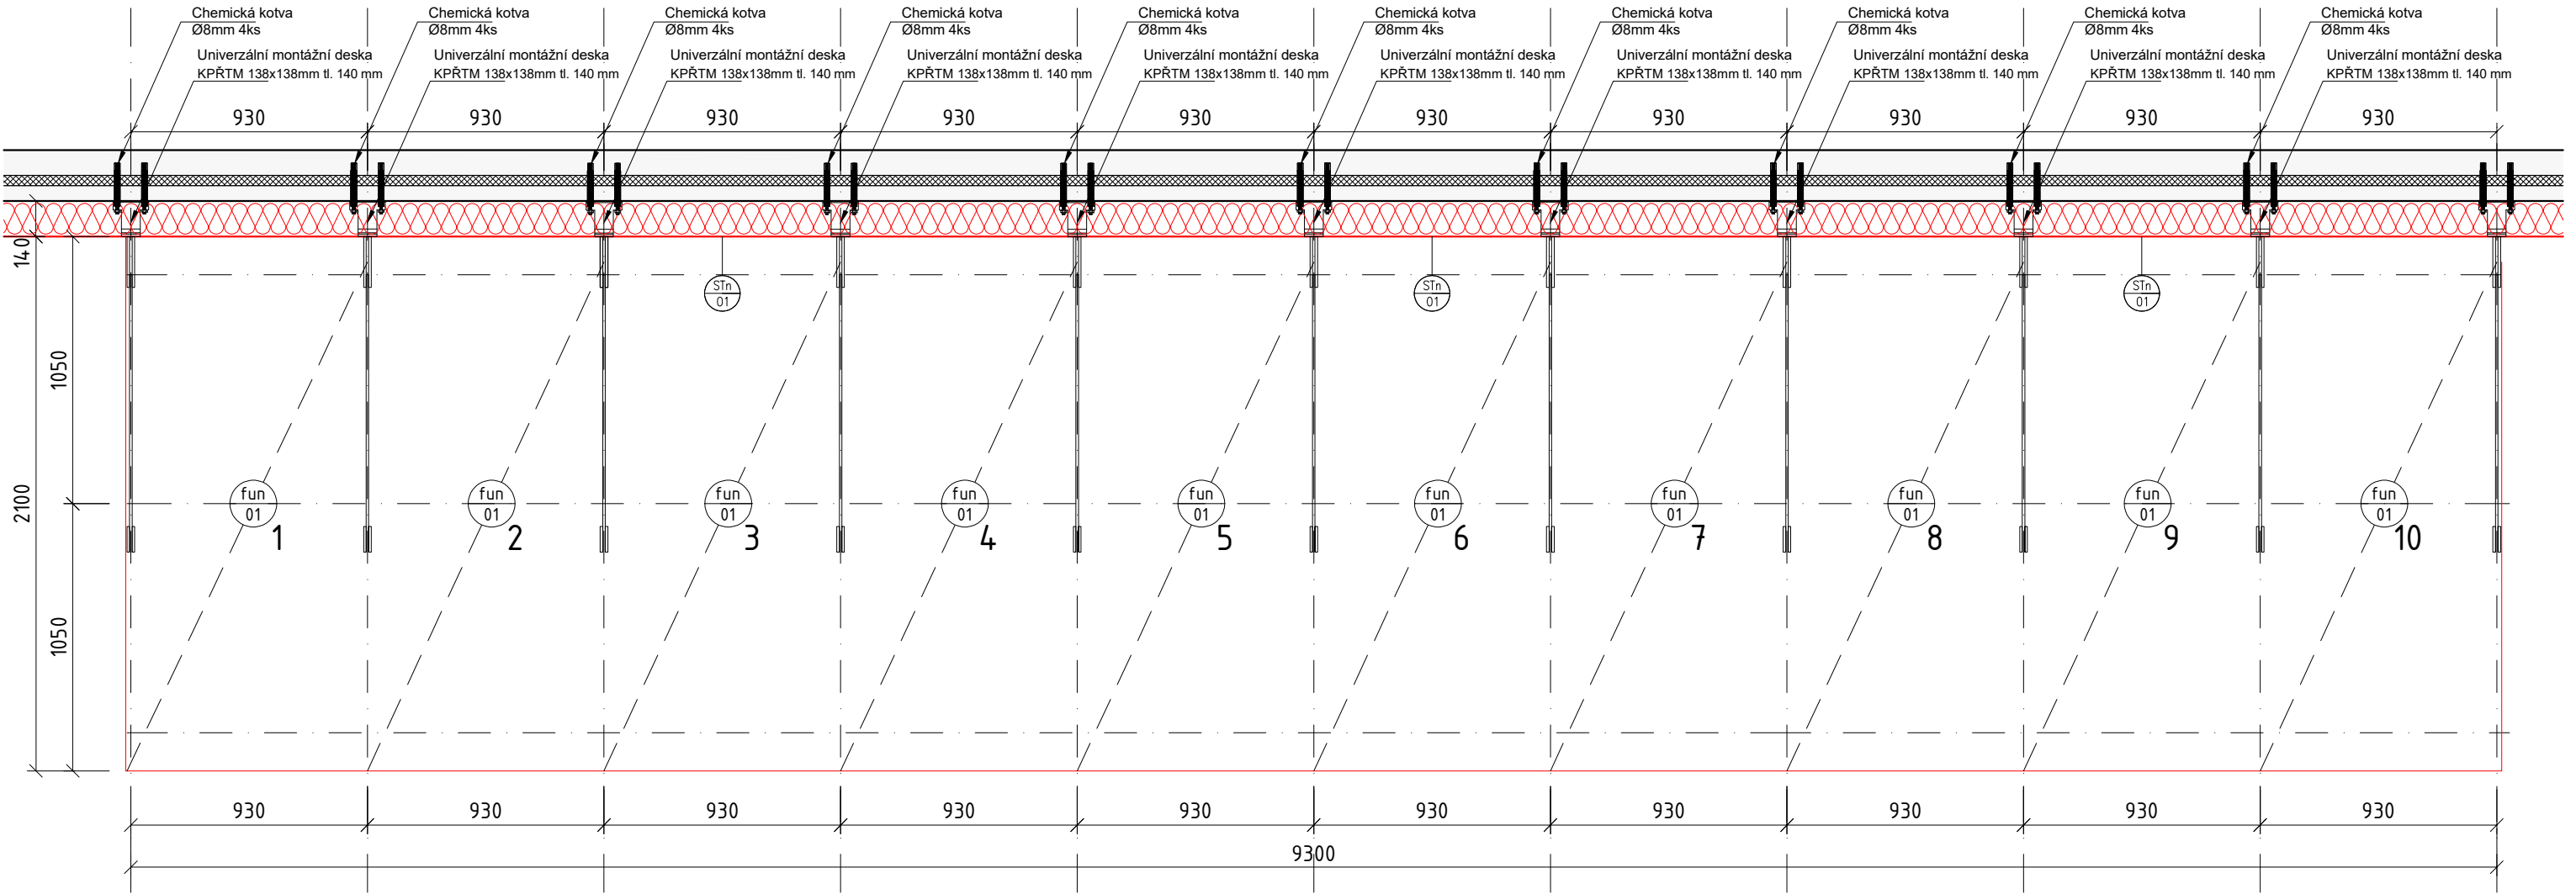 Chemická kotva
Ø8mm 4ks
Univerzální montážní deska
KPŘTM 138x138mm tl. 140 mm
Chemická kotva
Ø8mm 4ks
Univerzální montážní deska
KPŘTM 138x138mm tl. 140 mm
Chemická kotva
Ø8mm 4ks
Univerzální montážní deska
KPŘTM 138x138mm tl. 140 mm
Chemická kotva
Ø8mm 4ks
Univerzální montážní deska
KPŘTM 138x138mm tl. 140 mm
Chemická kotva
Ø8mm 4ks
Univerzální montážní deska
KPŘTM 138x138mm tl. 140 mm
Chemická kotva
Ø8mm 4ks
Univerzální montážní deska
KPŘTM 138x138mm tl. 140 mm
Chemická kotva
Ø8mm 4ks
Univerzální montážní deska
KPŘTM 138x138mm tl. 140 mm
Chemická kotva
Ø8mm 4ks
Univerzální montážní deska
KPŘTM 138x138mm tl. 140 mm
Chemická kotva
Ø8mm 4ks
Univerzální montážní deska
KPŘTM 138x138mm tl. 140 mm
Chemická kotva
Ø8mm 4ks
Univerzální montážní deska
KPŘTM 138x138mm tl. 140 mm
930 930 930 930 930 930 930 930 930 930
140
STn
01
STn
01
STn
01
1050
2100
fun
01
1
fun
01
2
fun
01
3
fun
01
4
fun
01
5
fun
01
6
fun
01
7
fun
01
8
fun
01
9
fun
01
10
1050
930 930 930 930 930 930 930 930 930 930
9300